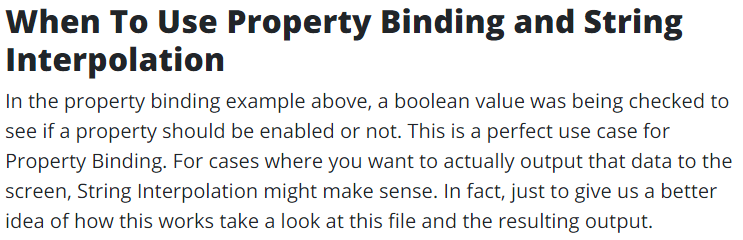 When To Use Property Binding and String
Interpolation
In the property binding example above, a boolean value was being checked to
see if a property should be enabled or not. This is a perfect use case for
Property Binding. For cases where you want to actually output that data to the
screen, String Interpolation might make sense. In fact, just to give us a better
idea of how this works take a look at this file and the resulting output.